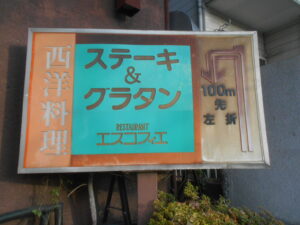 西洋料理
ステーキ
&
グラタン
RESTAURANT
エスコフィエ
100m
先
左折